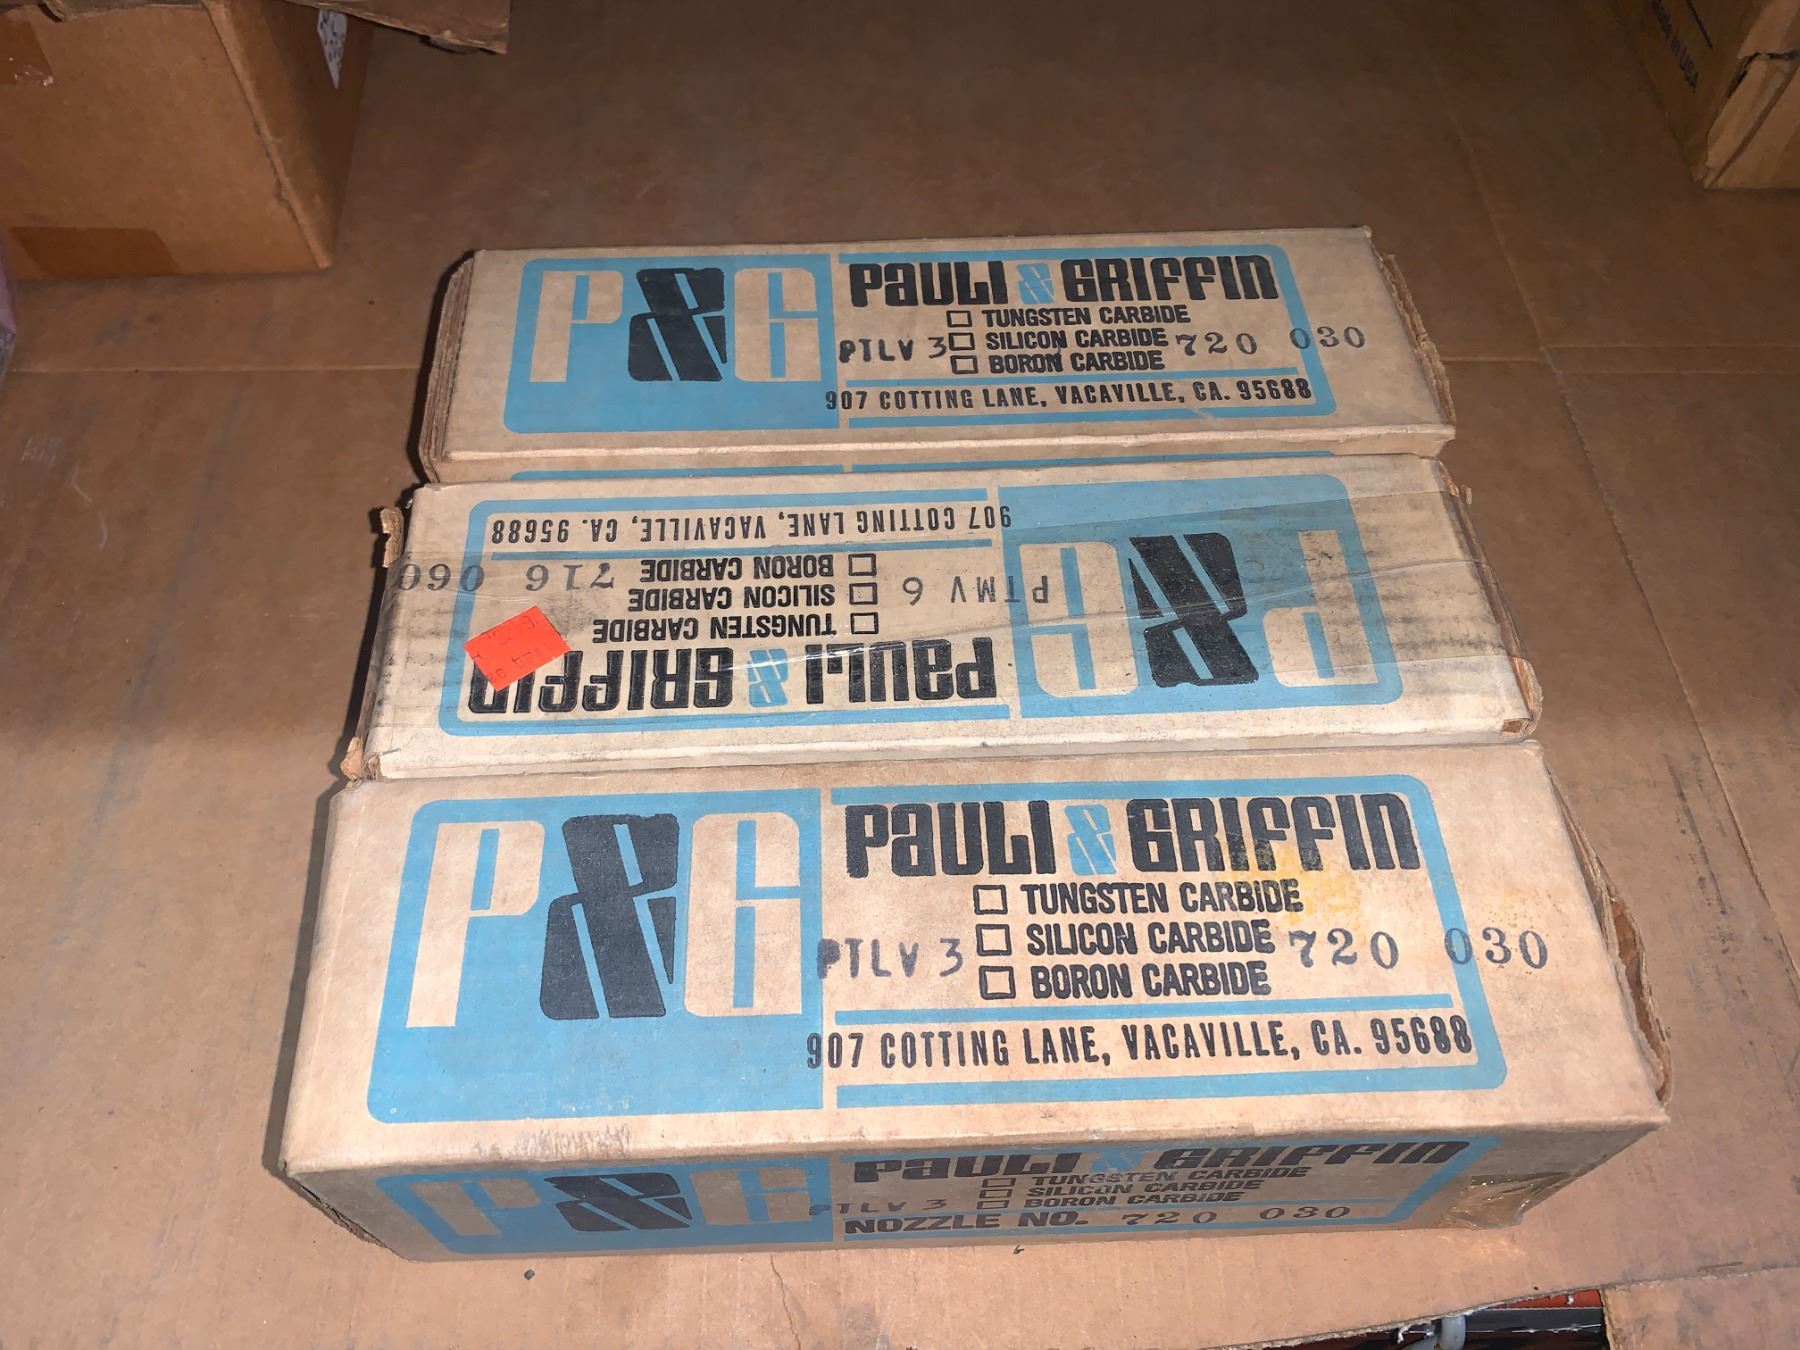 P&G
PAULI & GRIFFIN
TUNGSTEN CARBIDE
PTLV 3 SILICON CARBIDE 720 030
BORON CARBIDE
907 COTTING LANE, VACAVILLE, CA. 95688
P&G
PAULI & GRIFFIN
TUNGSTEN CARBIDE
PTMV 6 SILICON CARBIDE 716 060
BORON CARBIDE
907 COTTING LANE, VACAVILLE, CA. 95688
P&G
PAULI & GRIFFIN
TUNGSTEN CARBIDE
PTLV 3 SILICON CARBIDE 720 030
BORON CARBIDE
907 COTTING LANE, VACAVILLE, CA. 95688
P&G
PAULI & GRIFFIN
TUNGSTEN CARBIDE
SILICON CARBIDE
PTLV 3 BORON CARBIDE
NOZZLE NO. 720 030
Made in USA